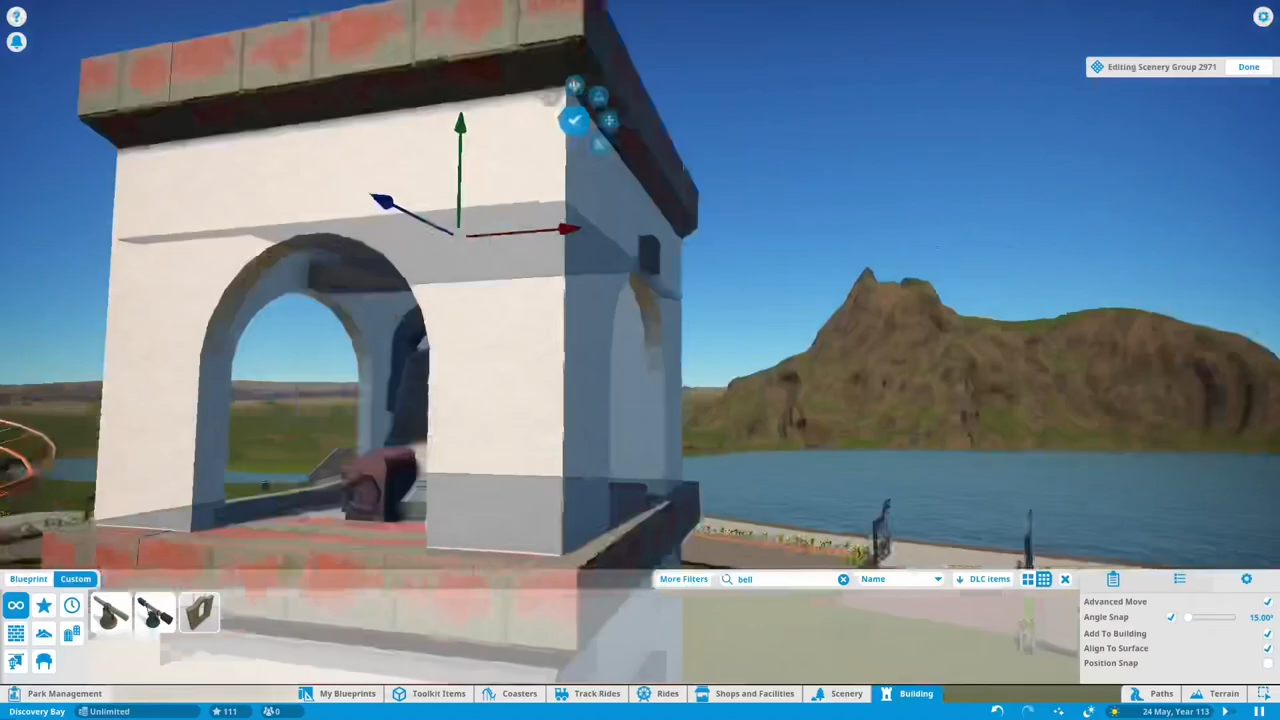 Editing Scenery Group 2971 Done
Blueprint Custom More Filters bell Name DLC items
Advanced Move
Angle Snap 15.00°
Add To Building
Align To Surface
Position Snap
Park Management My Blueprints Toolkit Items Coasters Track Rides Rides Shops and Facilities Scenery Building Paths Terrain
Discovery Bay Unlimited 111 0 24 May, Year 113